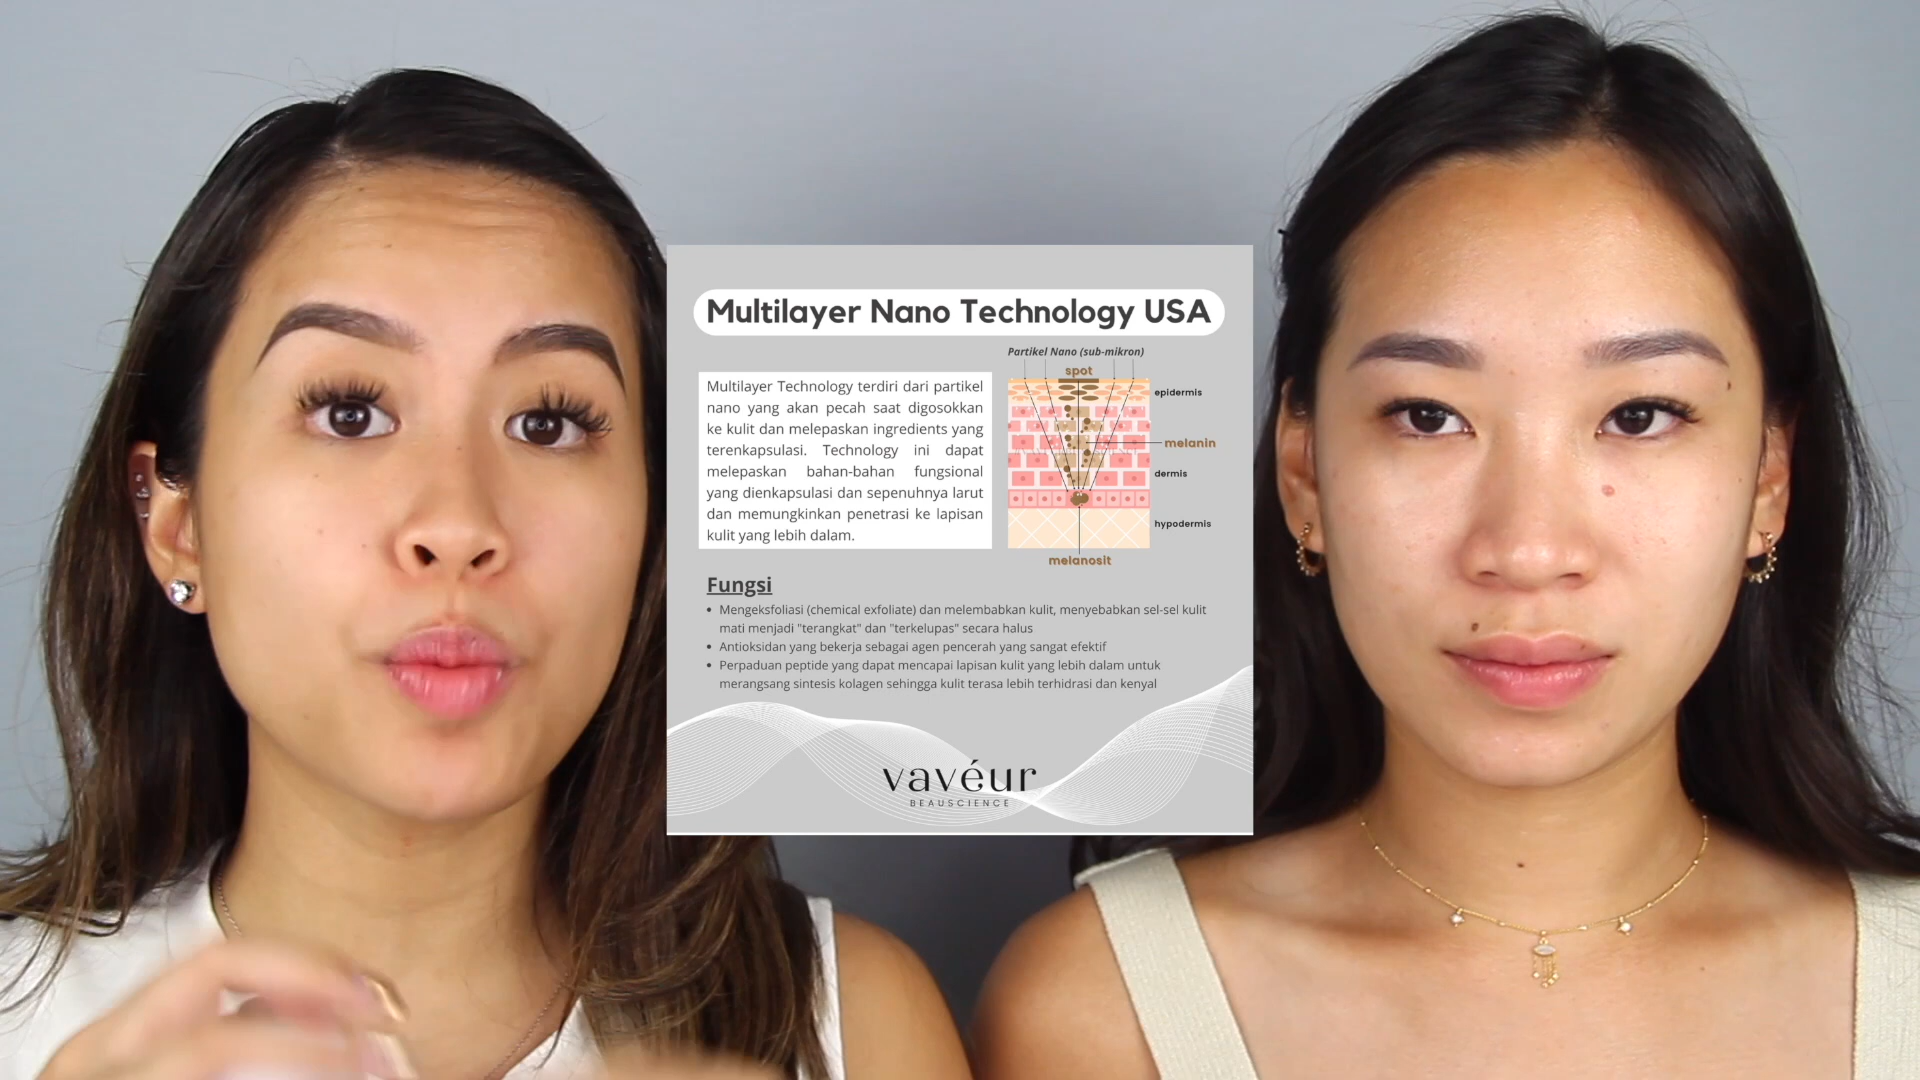 Multilayer Nano Technology USA
Partikel Nano (sub-mikron)
spot
epidermis
melanin
dermis
hypodermis
melanosit
Multilayer Technology terdiri dari partikel
nano yang akan pecah saat digosokkan
ke kulit dan melepaskan ingredients yang
terenkapsulasi. Technology ini dapat
melepaskan bahan-bahan fungsional
yang dienkapsulasi dan sepenuhnya larut
dan memungkinkan penetrasi ke lapisan
kulit yang lebih dalam.
Fungsi
• Mengeksfoliasi (chemical exfoliate) dan melembabkan kulit, menyebabkan sel-sel kulit
mati menjadi "terangkat" dan "terkelupas" secara halus
• Antioksidan yang bekerja sebagai agen pencerah yang sangat efektif
• Perpaduan peptide yang dapat mencapai lapisan kulit yang lebih dalam untuk
merangsang sintesis kolagen sehingga kulit terasa lebih terhidrasi dan kenyal
vavéur
BEAUSCIENCE